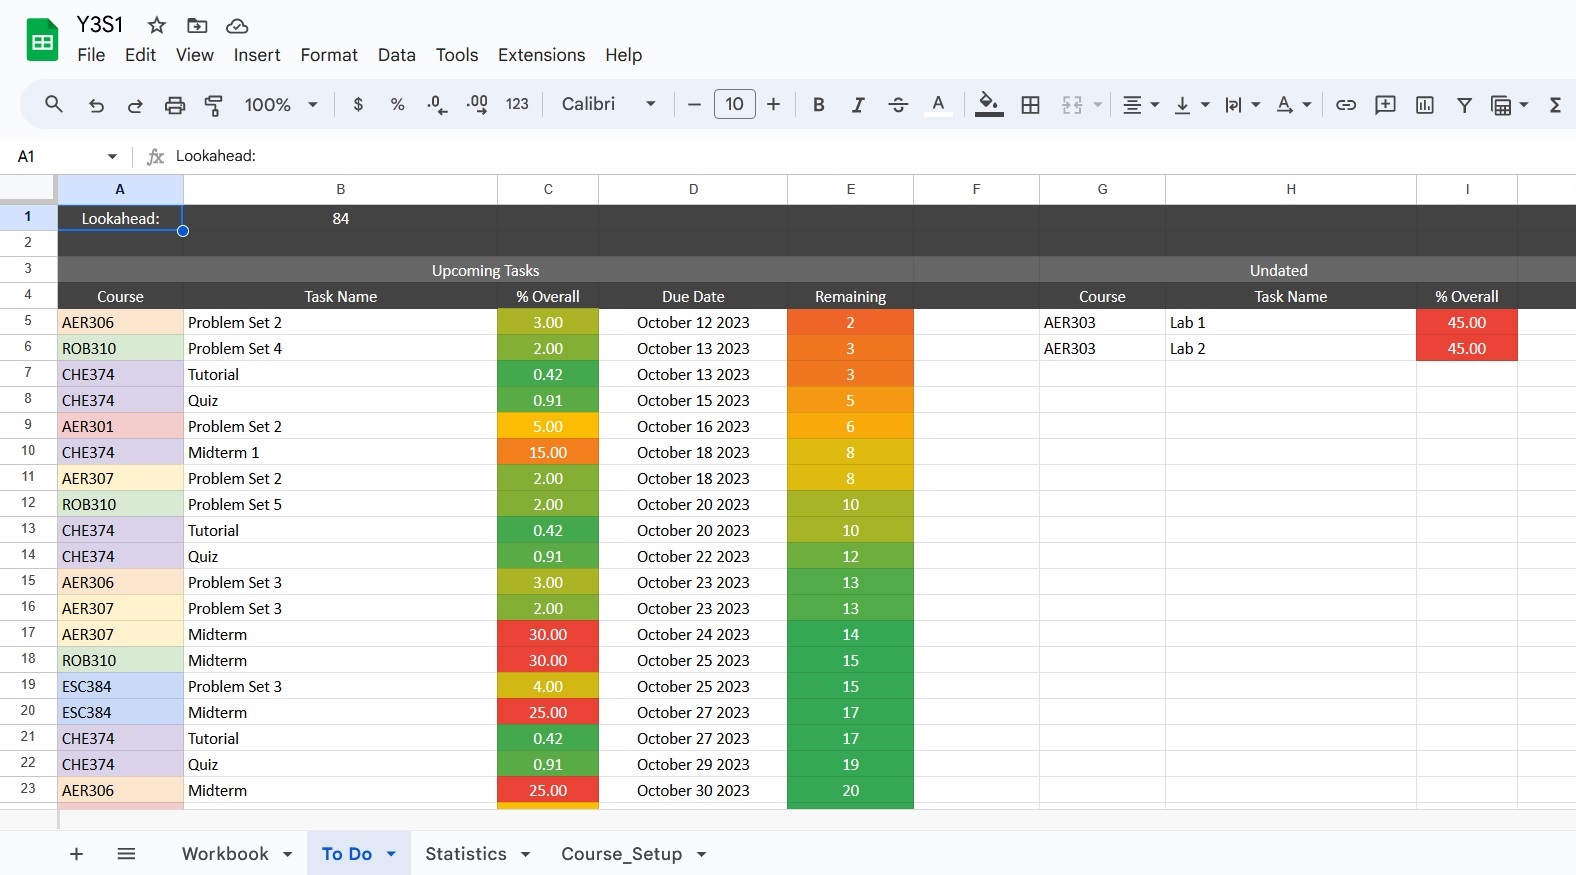 Y3S1
File Edit View Insert Format Data Tools Extensions Help
100% $ % .0 .00 123 Calibri − 10 + B I S A A Σ
A1 fx Lookahead:
A B C D E F G H I
1 Lookahead: 84
2
3 Upcoming Tasks Undated
4 Course Task Name % Overall Due Date Remaining Course Task Name % Overall
5 AER306 Problem Set 2 3.00 October 12 2023 2 AER303 Lab 1 45.00
6 ROB310 Problem Set 4 2.00 October 13 2023 3 AER303 Lab 2 45.00
7 CHE374 Tutorial 0.42 October 13 2023 3
8 CHE374 Quiz 0.91 October 15 2023 5
9 AER301 Problem Set 2 5.00 October 16 2023 6
10 CHE374 Midterm 1 15.00 October 18 2023 8
11 AER307 Problem Set 2 2.00 October 18 2023 8
12 ROB310 Problem Set 5 2.00 October 20 2023 10
13 CHE374 Tutorial 0.42 October 20 2023 10
14 CHE374 Quiz 0.91 October 22 2023 12
15 AER306 Problem Set 3 3.00 October 23 2023 13
16 AER307 Problem Set 3 2.00 October 23 2023 13
17 AER307 Midterm 30.00 October 24 2023 14
18 ROB310 Midterm 30.00 October 25 2023 15
19 ESC384 Problem Set 3 4.00 October 25 2023 15
20 ESC384 Midterm 25.00 October 27 2023 17
21 CHE374 Tutorial 0.42 October 27 2023 17
22 CHE374 Quiz 0.91 October 29 2023 19
23 AER306 Midterm 25.00 October 30 2023 20
+ Workbook To Do Statistics Course_Setup